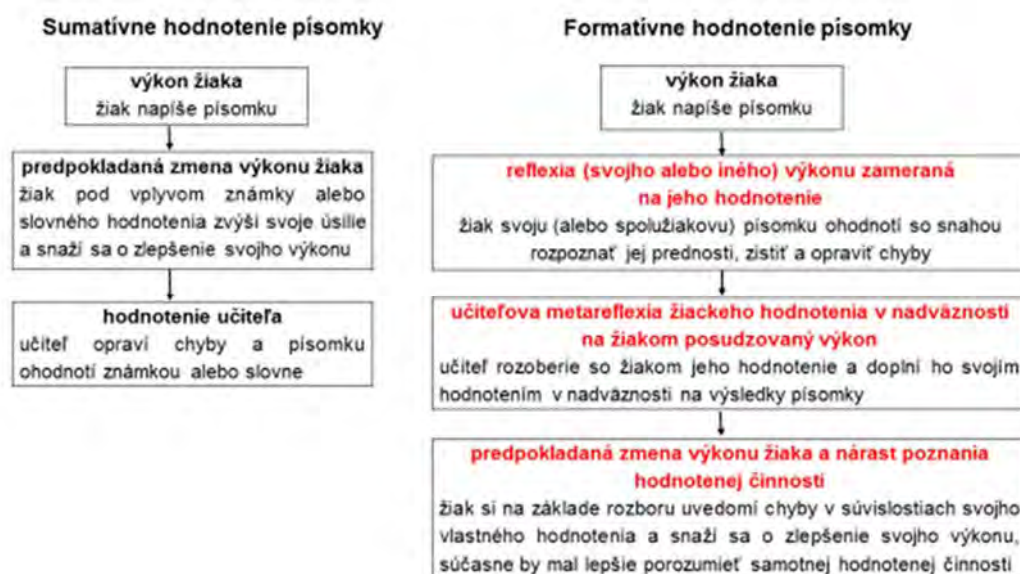 Sumatívne hodnotenie písomky
výkon žiaka
žiak napíše písomku
predpokladaná zmena výkonu žiaka
žiak pod vplyvom známky alebo
slovného hodnotenia zvýši svoje úsilie
a snaží sa o zlepšenie svojho výkonu
hodnotenie učiteľa
učiteľ opraví chyby a písomku
ohodnotí známkou alebo slovne
Formatívne hodnotenie písomky
výkon žiaka
žiak napíše písomku
reflexia (svojho alebo iného) výkonu zameraná
na jeho hodnotenie
žiak svoju (alebo spolužiakovu) písomku ohodnotí so snahou
rozpoznať jej prednosti, zistiť a opraviť chyby
učiteľova metareflexia žiackeho hodnotenia v nadväznosti
na žiakom posudzovaný výkon
učiteľ rozoberie so žiakom jeho hodnotenie a doplní ho svojím
hodnotením v nadväznosti na výsledky písomky
predpokladaná zmena výkonu žiaka a nárast poznania
hodnotenej činnosti
žiak si na základe rozboru uvedomí chyby v súvislostiach svojho
vlastného hodnotenia a snaží sa o zlepšenie svojho výkonu,
súčasne by mal lepšie porozumieť samotnej hodnotenej činnosti